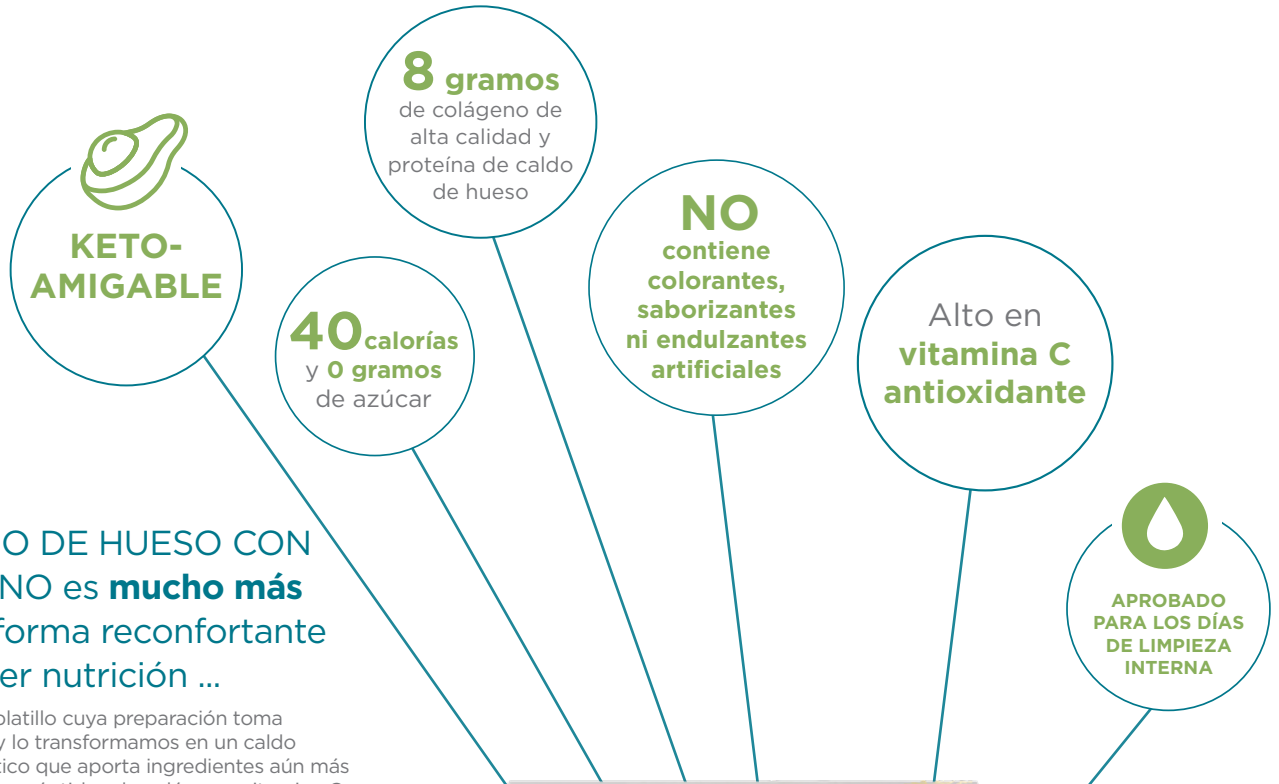 8 gramos
de colágeno de
alta calidad y
proteína de caldo
de hueso
KETO-
AMIGABLE
NO
contiene
colorantes,
saborizantes
ni endulzantes
artificiales
40 calorías
y 0 gramos
de azúcar
Alto en
vitamina C
antioxidante
APROBADO
PARA LOS DÍAS
DE LIMPIEZA
INTERNA
O DE HUESO CON
NO es mucho más
forma reconfortante
er nutrición ...
platillo cuya preparación toma
y lo transformamos en un caldo
tico que aporta ingredientes aún más